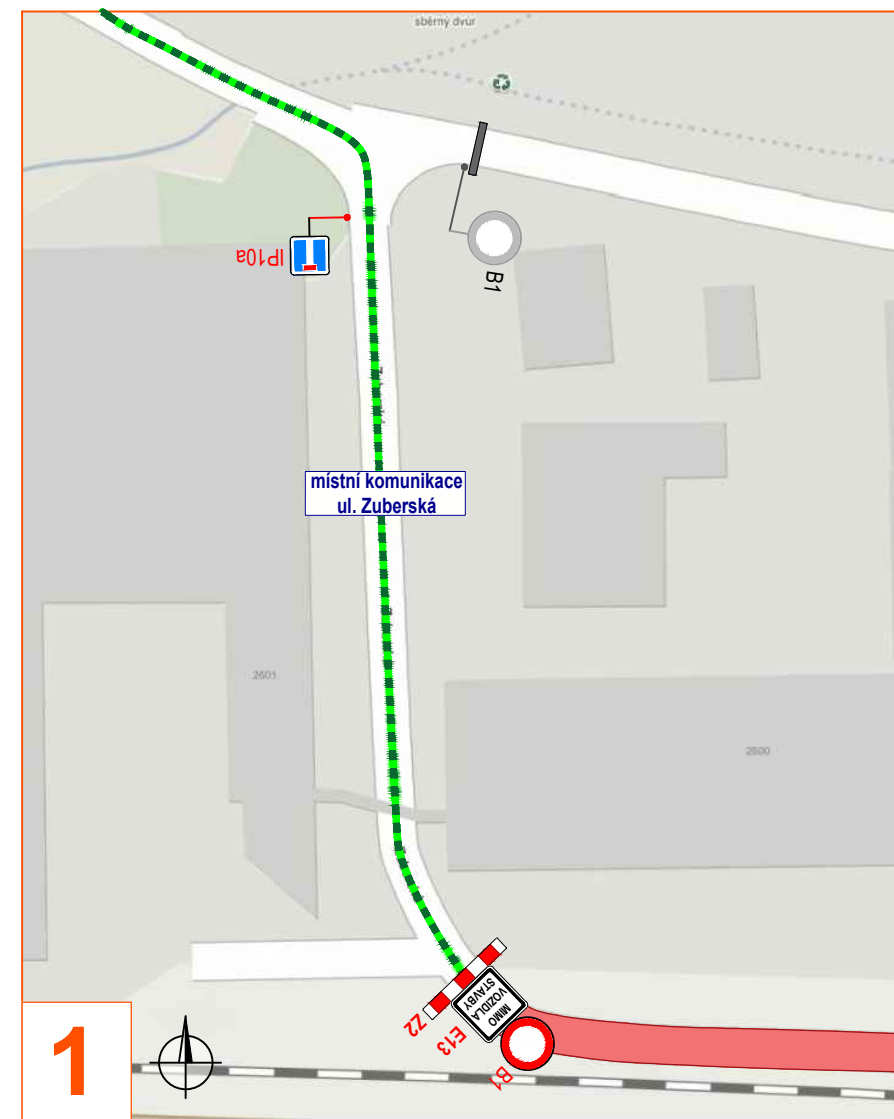 sběrný dvůr
IP10a
B1
místní komunikace
ul. Zuberská
2601
2600
Z2
E13
MIMO
VOZIDLA
STAVBY
B1
1